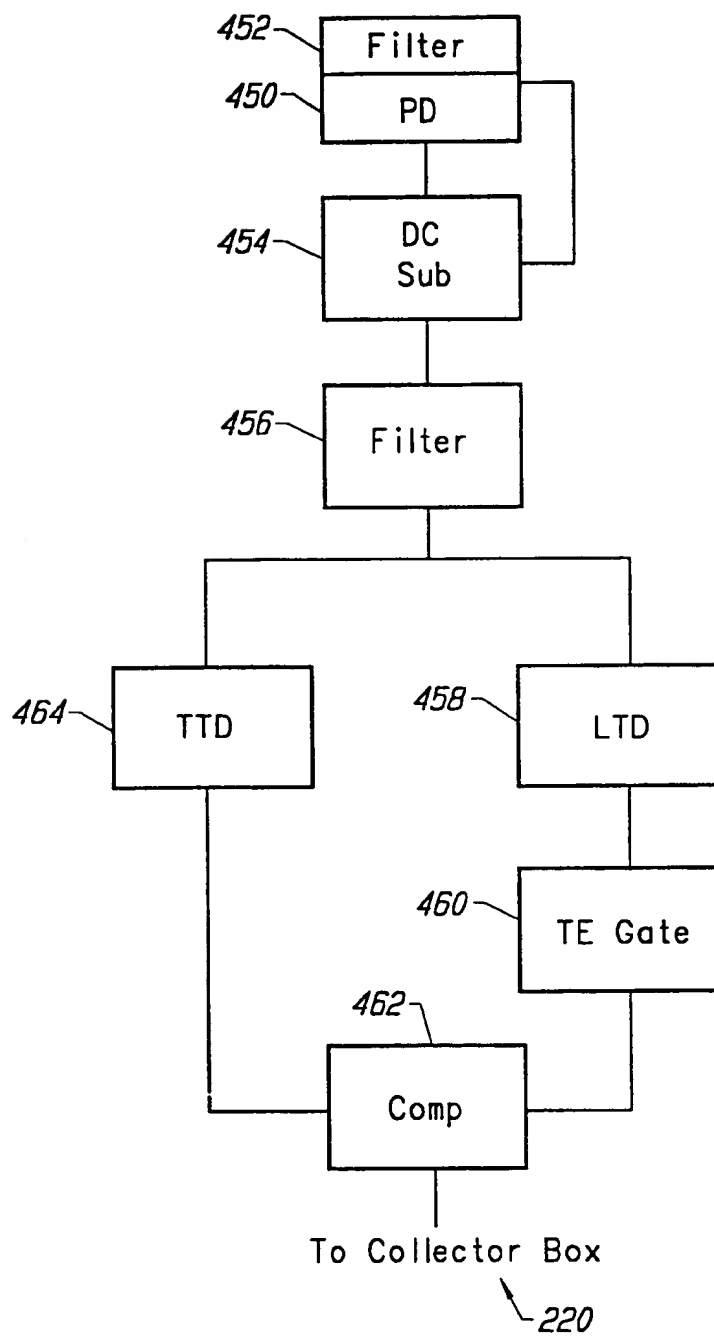 452
Filter
450
PD
454
DC
Sub
456
Filter
464
TTD
458
LTD
460
TE Gate
462
Comp
To Collector Box
220